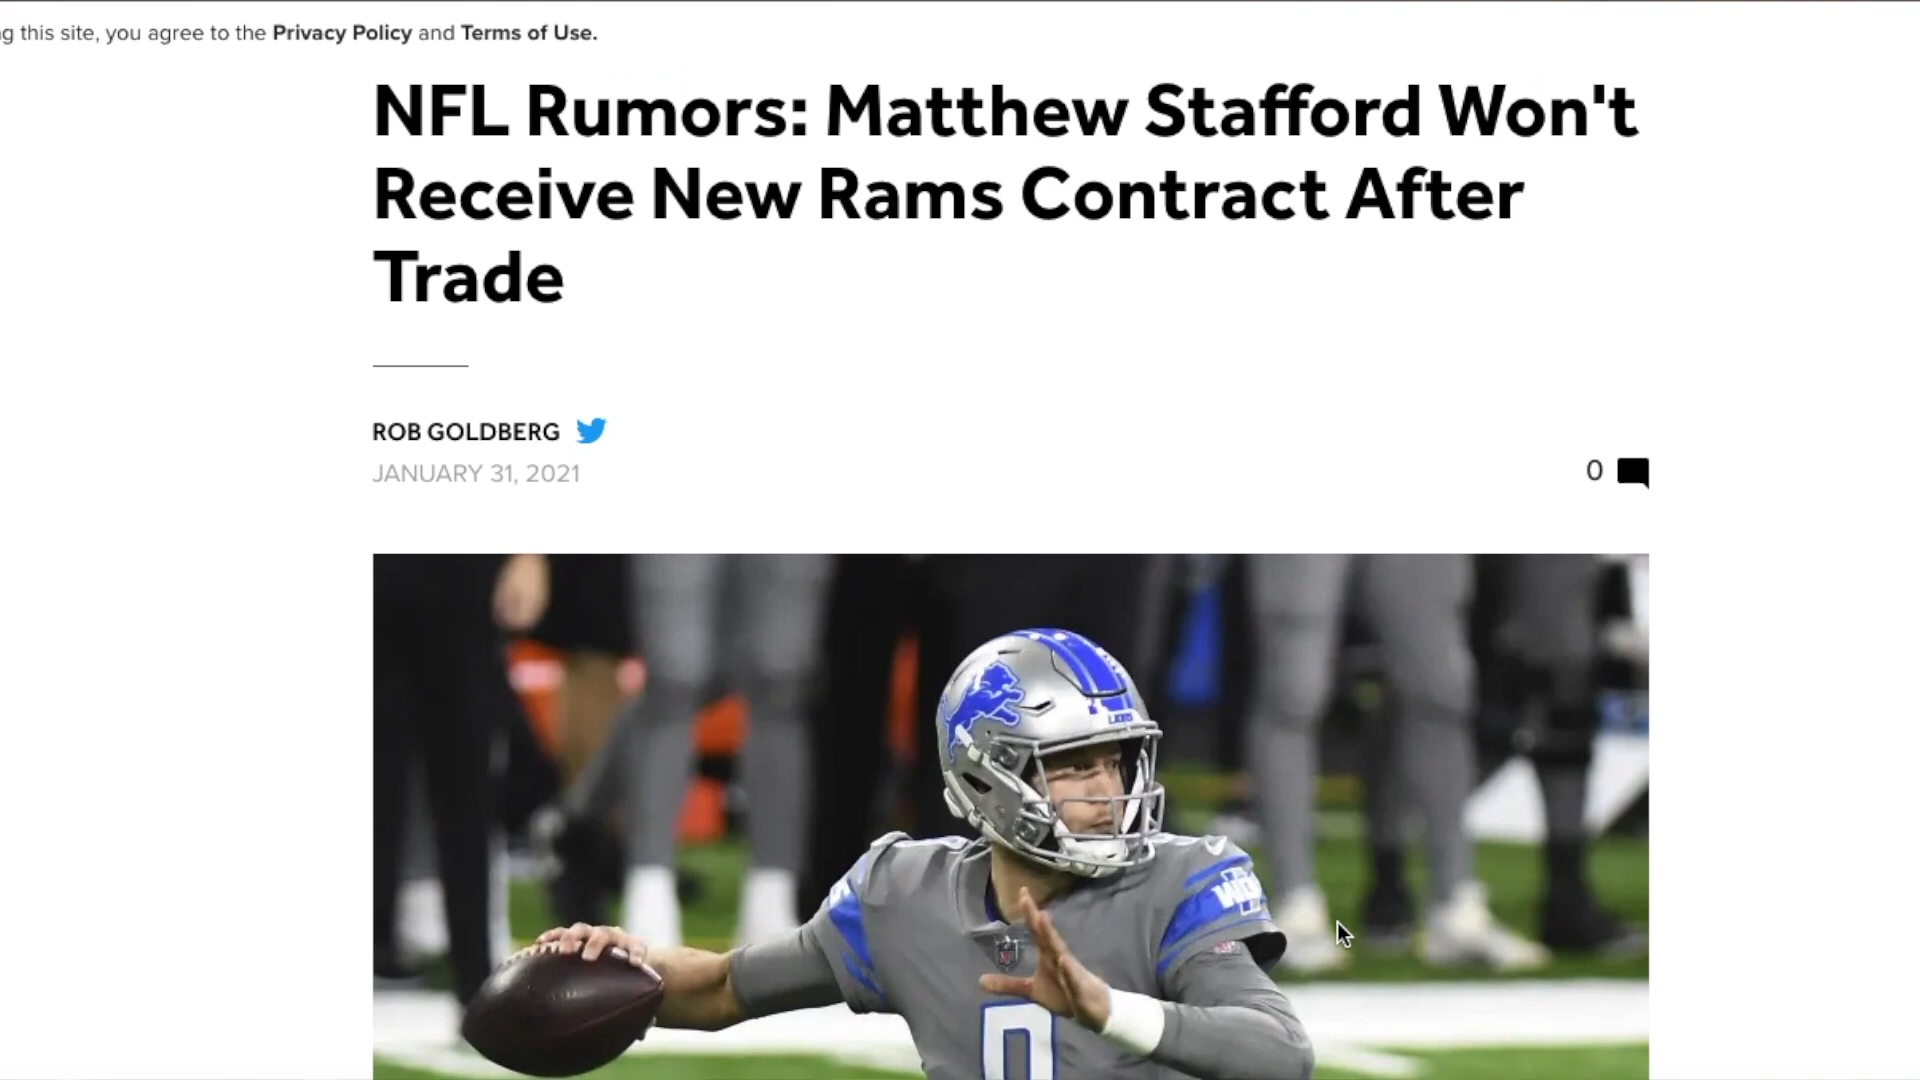 g this site, you agree to the Privacy Policy and Terms of Use.
NFL Rumors: Matthew Stafford Won't
Receive New Rams Contract After
Trade
ROB GOLDBERG
JANUARY 31, 2021
0
LIONS